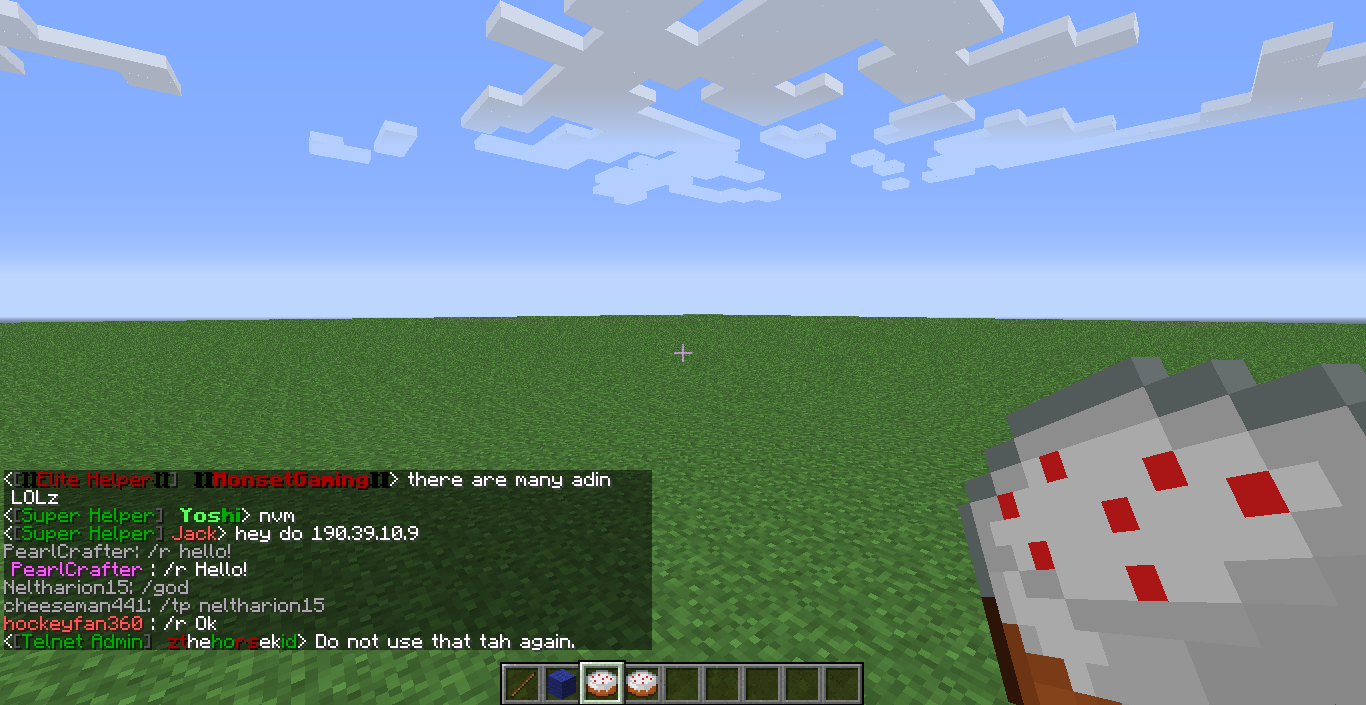 <[[[Elite Helper]]] [[MonsetGaming]]> there are many adin
LOLz
<[Super Helper] Yoshi> nvm
<[Super Helper] Jack> hey do 190.39.10.9
PearlCrafter: /r hello!
PearlCrafter : /r Hello!
Neltharion15: /god
cheeseman441: /tp neltharion15
hockeyfan360 : /r Ok
<[Telnet Admin] zthehorsekid> Do not use that tah again.